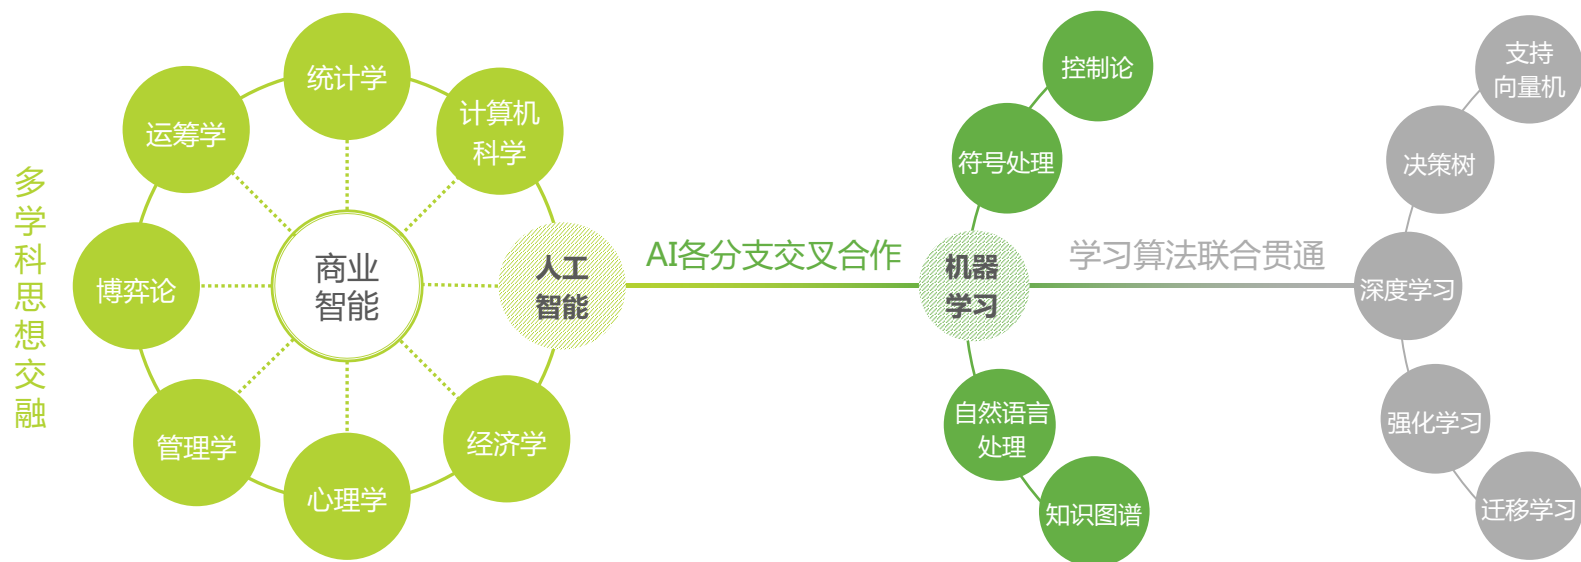 多学科思想交融
统计学
计算机
科学
运筹学
博弈论
商业
智能
人工
智能
管理学
心理学
经济学
AI各分支交叉合作
控制论
符号处理
机器
学习
自然语言
处理
知识图谱
学习算法联合贯通
支持
向量机
决策树
深度学习
强化学习
迁移学习